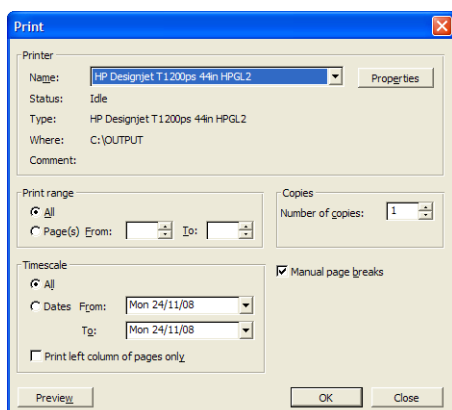 Print
Printer
Name: HP Designjet T1200ps 44in HPGL2 Properties
Status: Idle
Type: HP Designjet T1200ps 44in HPGL2
Where: C:\OUTPUT
Comment:
Print range
All
Page(s) From: To:
Copies
Number of copies: 1
Timescale
All
Dates From: Mon 24/11/08
To: Mon 24/11/08
Print left column of pages only
Manual page breaks
Preview OK Close